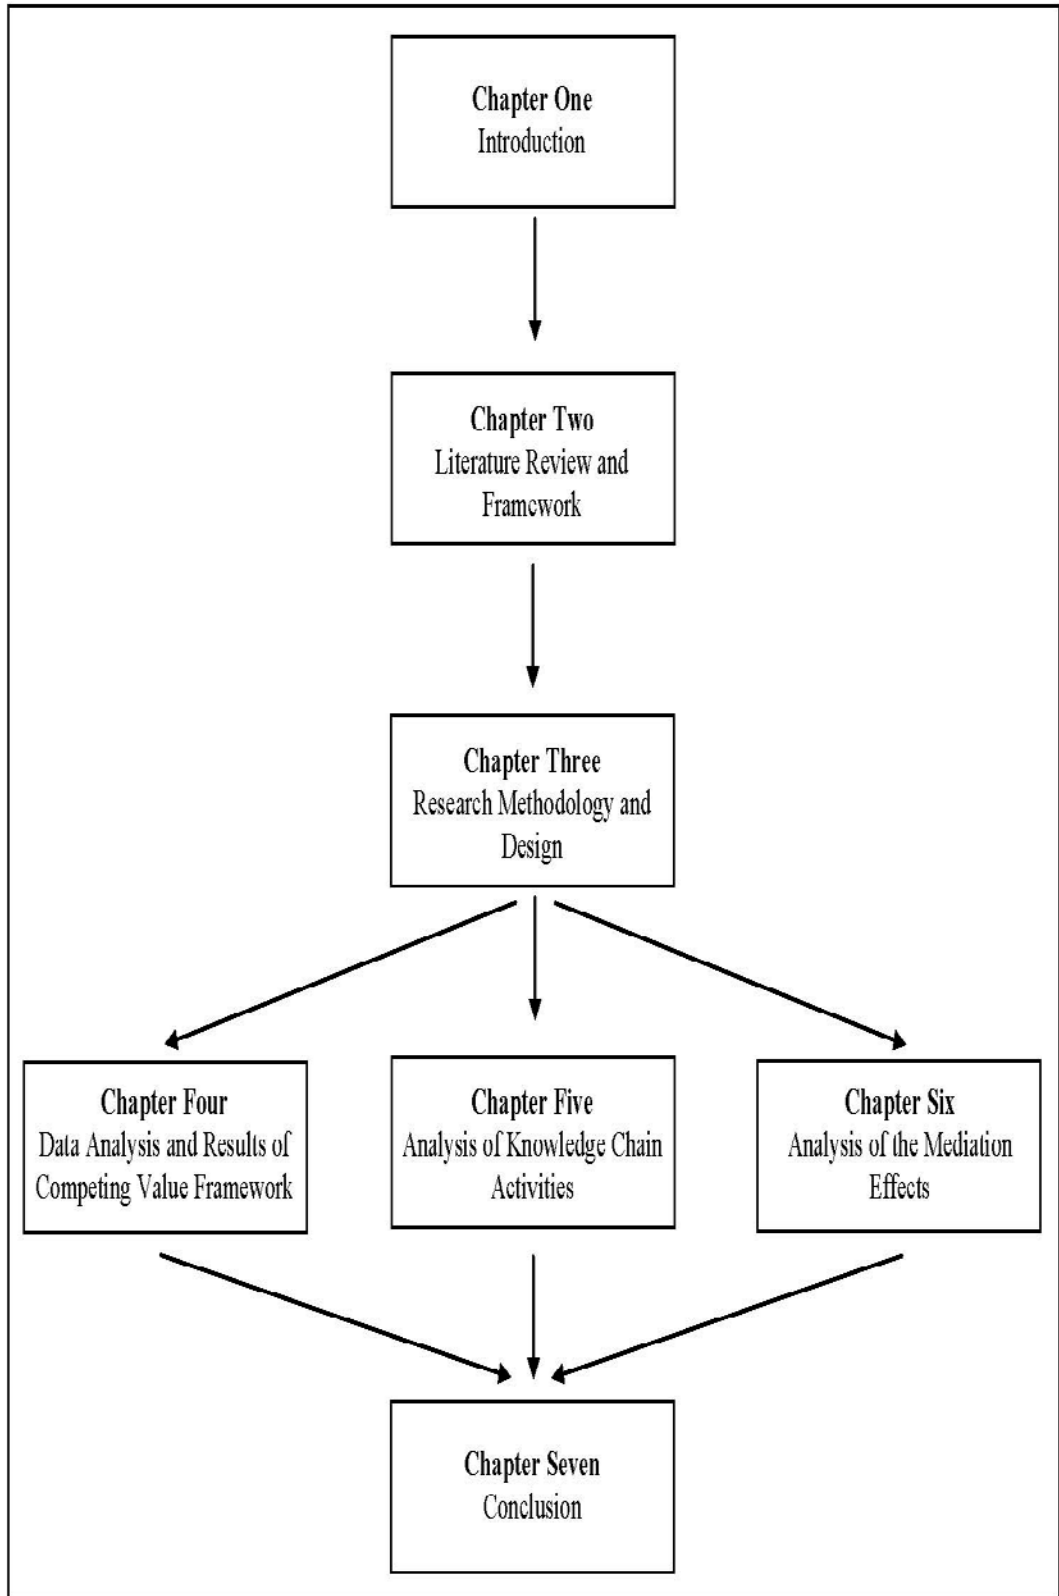 Chapter One
Introduction
Chapter Two
Literature Review and
Framework
Chapter Three
Research Methodology and
Design
Chapter Four
Data Analysis and Results of
Competing Value Framework
Chapter Five
Analysis of Knowledge Chain
Activities
Chapter Six
Analysis of the Mediation
Effects
Chapter Seven
Conclusion